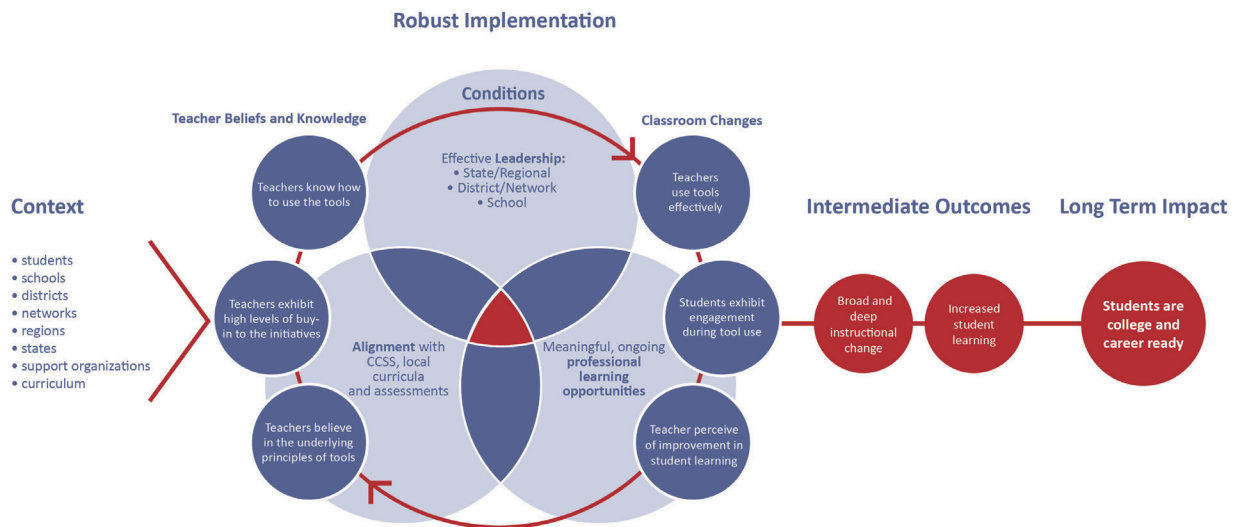 Robust Implementation
Conditions
Teacher Beliefs and Knowledge
Classroom Changes
Effective Leadership:
• State/Regional
• District/Network
• School
Teachers know how
to use the tools
Teachers
use tools
effectively
Context
• students
• schools
• districts
• networks
• regions
• states
• support organizations
• curriculum
Teachers exhibit
high levels of buy-
in to the initiatives
Students exhibit
engagement during
tool use
Alignment with
CCSS, local
curricula
and assessments
Meaningful, ongoing
professional
learning
opportunities
Teachers believe
in the underlying
principles of tools
Teacher perceive
of improvement in
student learning
Intermediate Outcomes
Broad and
deep
instructional
change
Increased
student
learning
Long Term Impact
Students are
college and
career ready